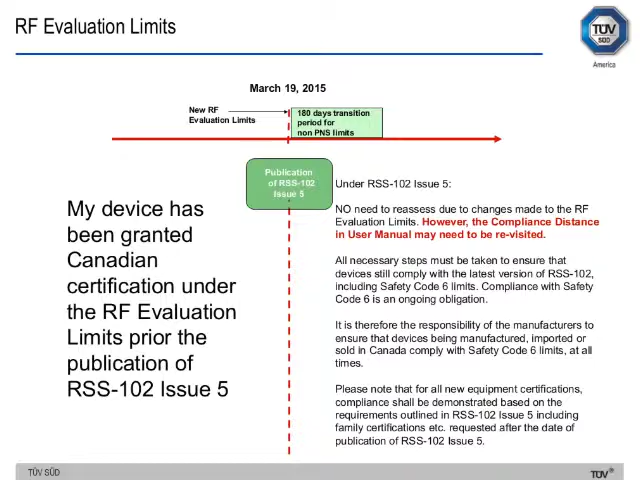 RF Evaluation Limits
TÜV
SÜD
America
March 19, 2015
New RF
Evaluation Limits
180 days transition
period for
non PNS limits
Publication
of RSS-102
Issue 5
My device has
been granted
Canadian
certification under
the RF Evaluation
Limits prior the
publication of
RSS-102 Issue 5
Under RSS-102 Issue 5:
NO need to reassess due to changes made to the RF
Evaluation Limits. However, the Compliance Distance
in User Manual may need to be re-visited.
All necessary steps must be taken to ensure that
devices still comply with the latest version of RSS-102,
including Safety Code 6 limits. Compliance with Safety
Code 6 is an ongoing obligation.
It is therefore the responsibility of the manufacturers to
ensure that devices being manufactured, imported or
sold in Canada comply with Safety Code 6 limits, at all
times.
Please note that for all new equipment certifications,
compliance shall be demonstrated based on the
requirements outlined in RSS-102 Issue 5 including
family certifications etc. requested after the date of
publication of RSS-102 Issue 5.
TÜV SÜD
TÜV®